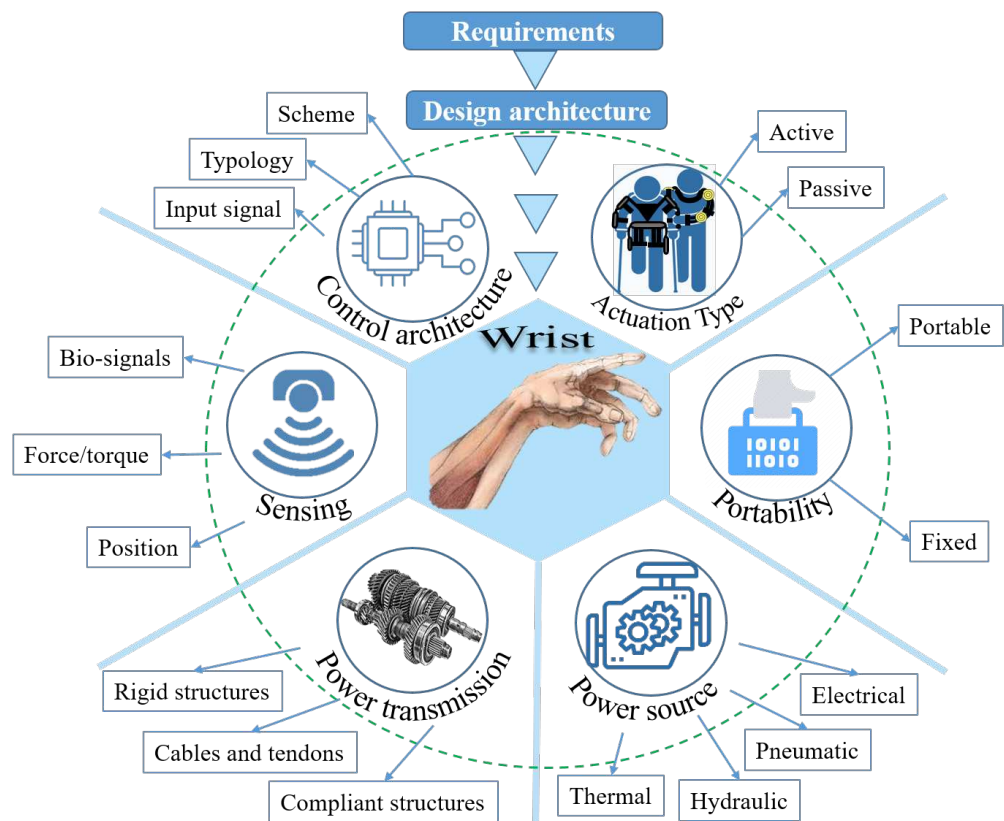 Requirements
Design architecture
Scheme
Typology
Input signal
Control architecture
Active
Passive
Actuation Type
Wrist
Bio-signals
Force/torque
Position
Sensing
Portable
Fixed
10101
11010
Portability
Rigid structures
Cables and tendons
Compliant structures
Power transmission
Electrical
Pneumatic
Hydraulic
Thermal
Power source